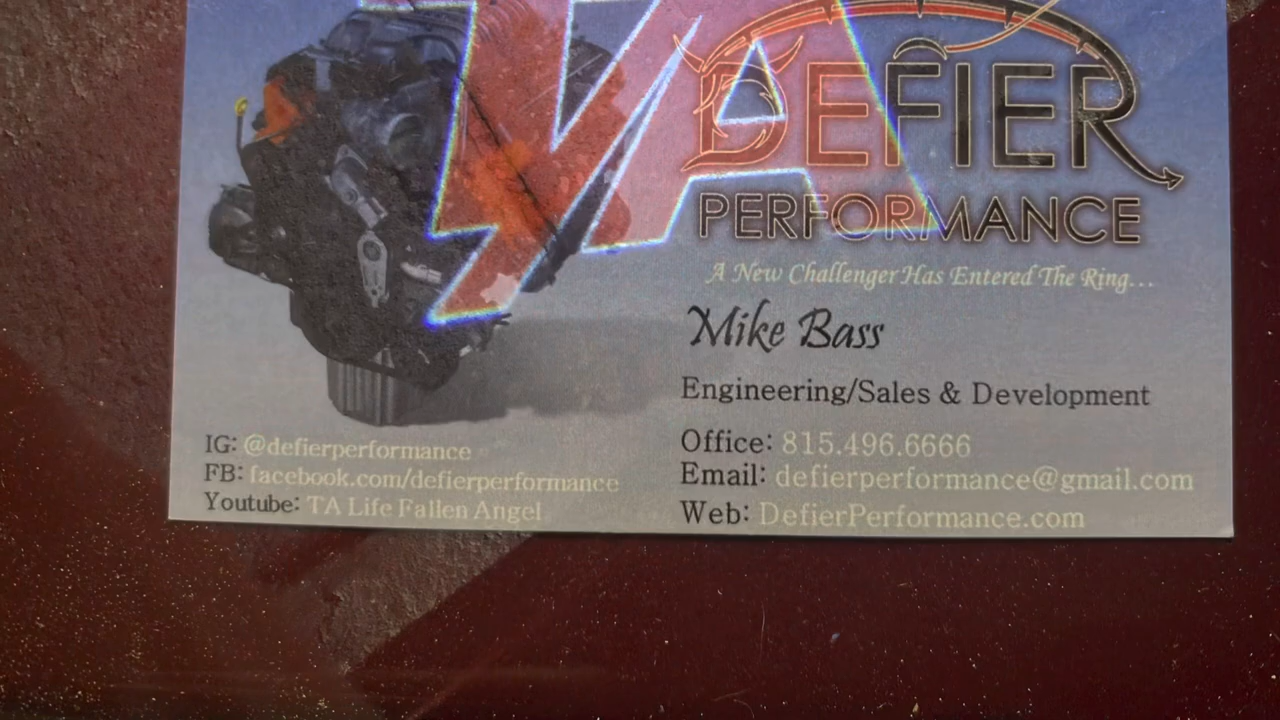 TA
DEFIER
PERFORMANCE
A New Challenger Has Entered The Ring...
Mike Bass
Engineering/Sales & Development
Office: 815.496.6666
Email: defierperformance@gmail.com
Web: DefierPerformance.com
IG: @defierperformance
FB: facebook.com/defierperformance
Youtube: TA Life Fallen Angel